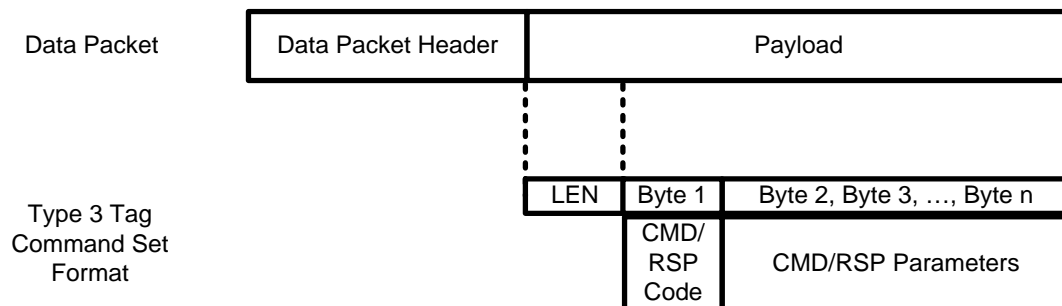 Data Packet
Data Packet Header
Payload
LEN
Byte 1
Byte 2, Byte 3, …, Byte n
Type 3 Tag
Command Set
Format
CMD/
RSP
Code
CMD/RSP Parameters